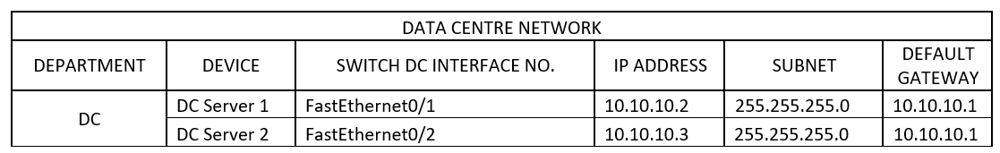 DATA CENTRE NETWORK
DEPARTMENT DEVICE SWITCH DC INTERFACE NO. IP ADDRESS SUBNET DEFAULT GATEWAY
DC DC Server 1 FastEthernet0/1 10.10.10.2 255.255.255.0 10.10.10.1
DC Server 2 FastEthernet0/2 10.10.10.3 255.255.255.0 10.10.10.1